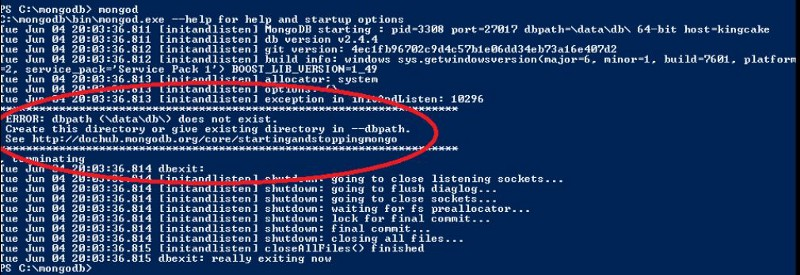 PS C:\mongodb> mongod
C:\mongodb\bin\mongod.exe --help for help and startup options
Tue Jun 04 20:03:36.811 [initandlisten] MongoDB starting : pid=3308 port=27017 dbpath=\data\db\ 64-bit host=kingcake
Tue Jun 04 20:03:36.811 [initandlisten] db version v2.4.4
Tue Jun 04 20:03:36.812 [initandlisten] git version: 4ec1fb96702c9d4c57b1e06dd34eb73a16e407d2
Tue Jun 04 20:03:36.812 [initandlisten] build info: windows sys.getwindowsversion(major=6, minor=1, build=7601, platform
=2, service_pack='Service Pack 1') BOOST_LIB_VERSION=1_49
Tue Jun 04 20:03:36.813 [initandlisten] allocator: system
Tue Jun 04 20:03:36.813 [initandlisten] options: {}
Tue Jun 04 20:03:36.813 [initandlisten] exception in initAndListen: 10296
*********************************************************************
ERROR: dbpath (\data\db\) does not exist.
Create this directory or give existing directory in --dbpath.
See http://dochub.mongodb.org/core/startingandstoppingmongo
*********************************************************************
, terminating
Tue Jun 04 20:03:36.814 dbexit:
Tue Jun 04 20:03:36.814 [initandlisten] shutdown: going to close listening sockets...
Tue Jun 04 20:03:36.814 [initandlisten] shutdown: going to flush diaglog...
Tue Jun 04 20:03:36.814 [initandlisten] shutdown: going to close sockets...
Tue Jun 04 20:03:36.814 [initandlisten] shutdown: waiting for fs preallocator...
Tue Jun 04 20:03:36.814 [initandlisten] shutdown: lock for final commit...
Tue Jun 04 20:03:36.814 [initandlisten] shutdown: final commit...
Tue Jun 04 20:03:36.814 [initandlisten] shutdown: closing all files...
Tue Jun 04 20:03:36.815 [initandlisten] closeAllFiles() finished
Tue Jun 04 20:03:36.815 dbexit: really exiting now
PS C:\mongodb>